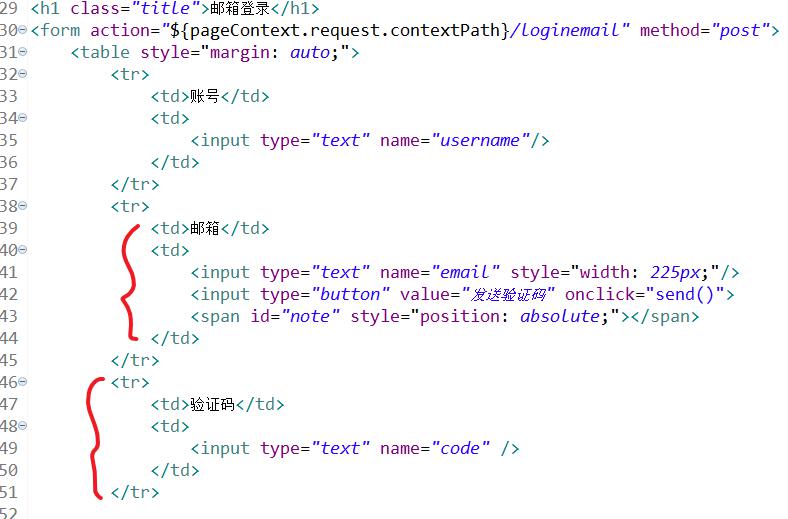 29 <h1 class="title">邮箱登录</h1>
30 <form action="${pageContext.request.contextPath}/loginemail" method="post">
31     <table style="margin: auto;">
32         <tr>
33             <td>账号</td>
34             <td>
35                 <input type="text" name="username"/>
36             </td>
37         </tr>
38         <tr>
39             <td>邮箱</td>
40             <td>
41                 <input type="text" name="email" style="width: 225px;"/>
42                 <input type="button" value="发送验证码" onclick="send()">
43                 <span id="note" style="position: absolute;"></span>
44             </td>
45         </tr>
46         <tr>
47             <td>验证码</td>
48             <td>
49                 <input type="text" name="code" />
50             </td>
51         </tr>
52